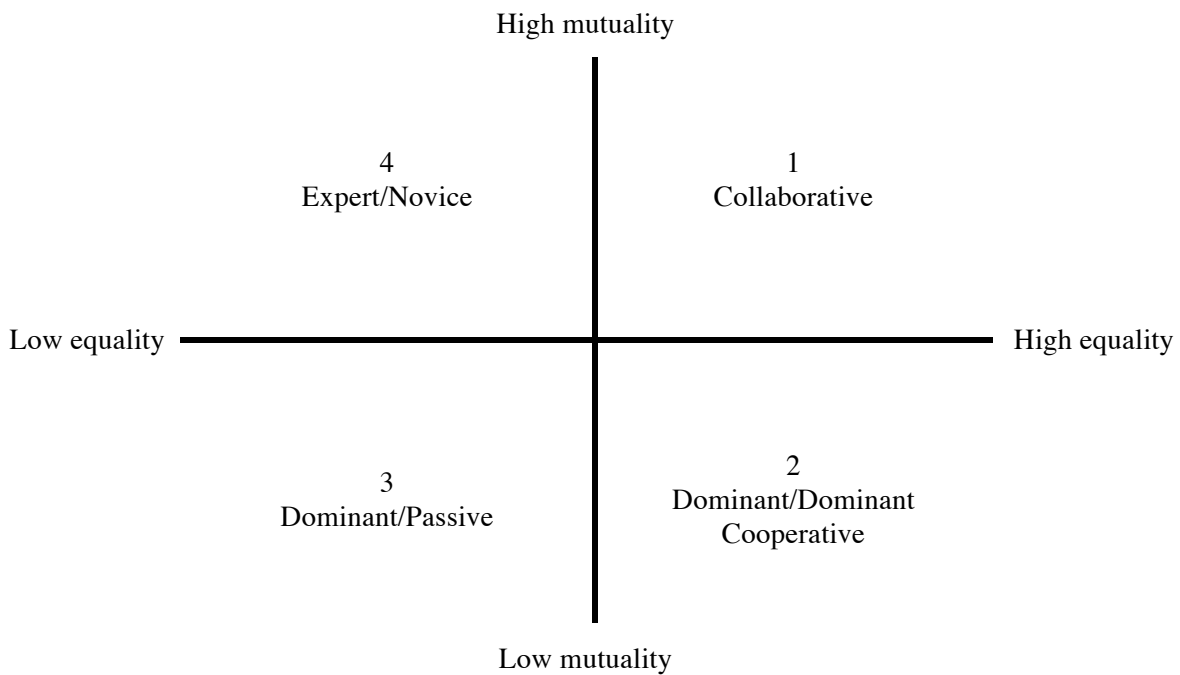 High mutuality
4
Expert/Novice
1
Collaborative
Low equality
High equality
3
Dominant/Passive
2
Dominant/Dominant
Cooperative
Low mutuality